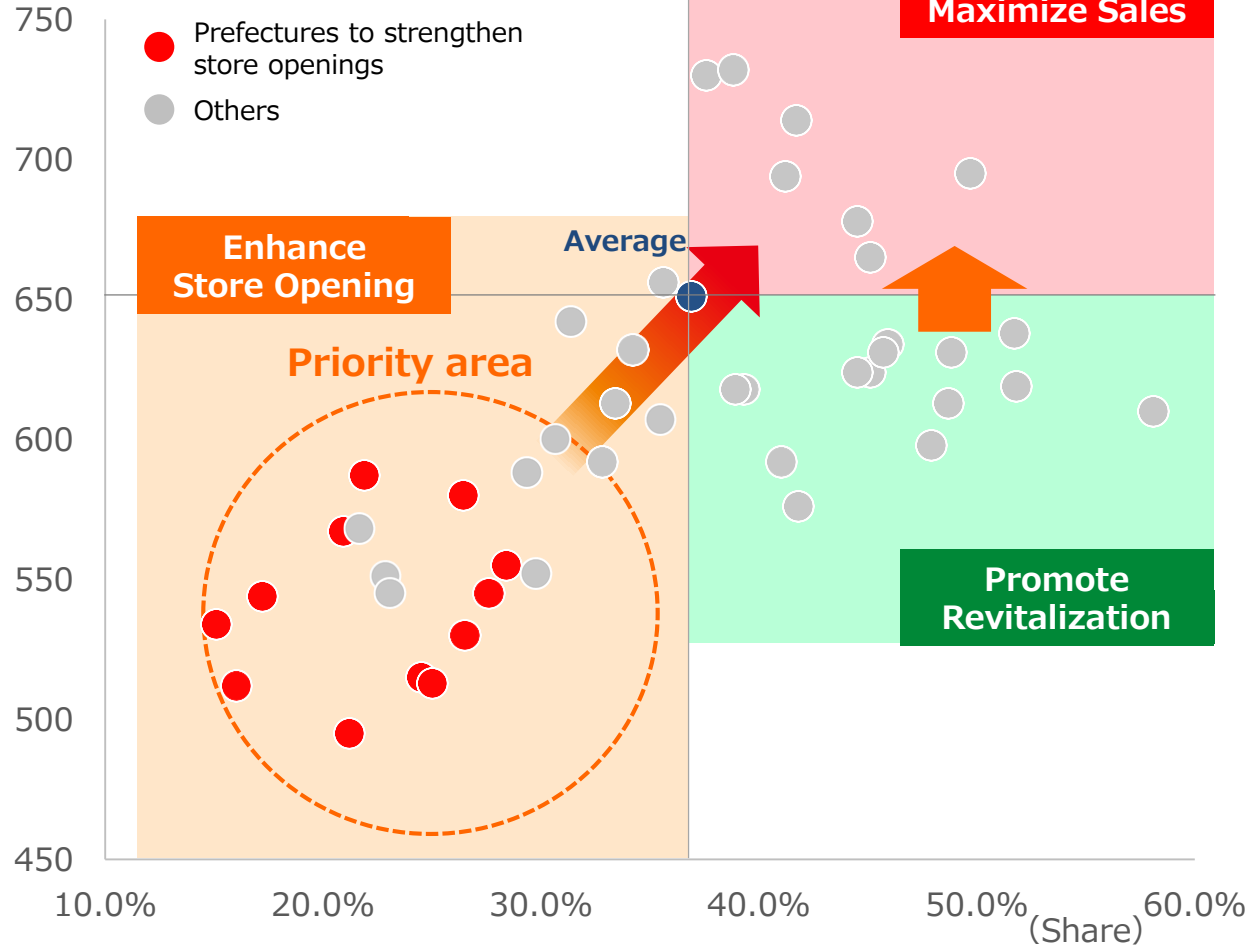 750
Maximize Sales
Prefectures to strengthen
store openings
Others
700
Enhance
Store Opening
Average
650
Priority area
600
550
Promote
Revitalization
500
450
10.0%
20.0%
30.0%
40.0%
50.0%
60.0%
(Share)